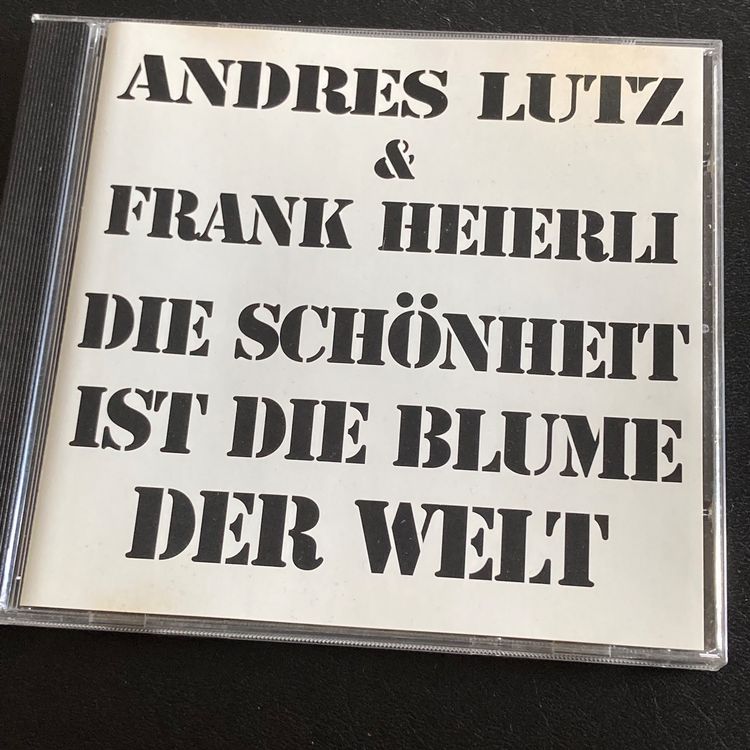 ANDRES LUTZ
&
FRANK HEIERLI
DIE SCHÖNHEIT
IST DIE BLUME
DER WELT